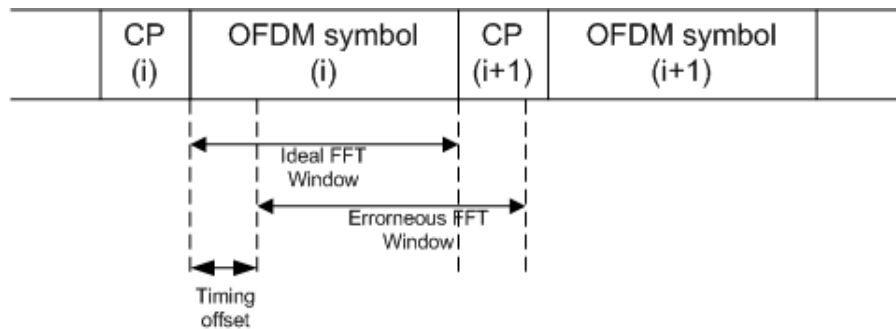 CP OFDM symbol CP OFDM symbol
(i) (i) (i+1) (i+1)
Ideal FFT
Window
Errorneous FFT
Window
Timing
offset